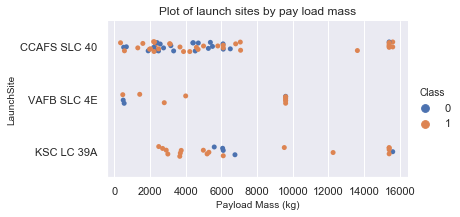 Plot of launch sites by pay load mass
CCAFS SLC 40
VAFB SLC 4E
KSC LC 39A
LaunchSite
0 2000 4000 6000 8000 10000 12000 14000 16000
Payload Mass (kg)
Class
0
1